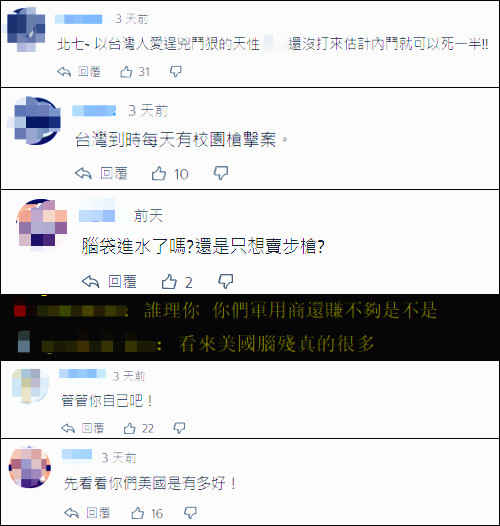 3 天前
北七~ 以台灣人愛逞兇鬥狠的天性 還沒打來估計內鬥就可以死一半!!
回覆 31
3 天前
台灣到時每天有校園槍擊案。
回覆 10
前天
腦袋進水了嗎?還是只想賣步槍?
回覆 2
: 誰理你 你們軍用商還賺不夠是不是
: 看來美國腦殘真的很多
3 天前
管管你自己吧！
回覆 22
3 天前
先看看你們美國是有多好！
回覆 16